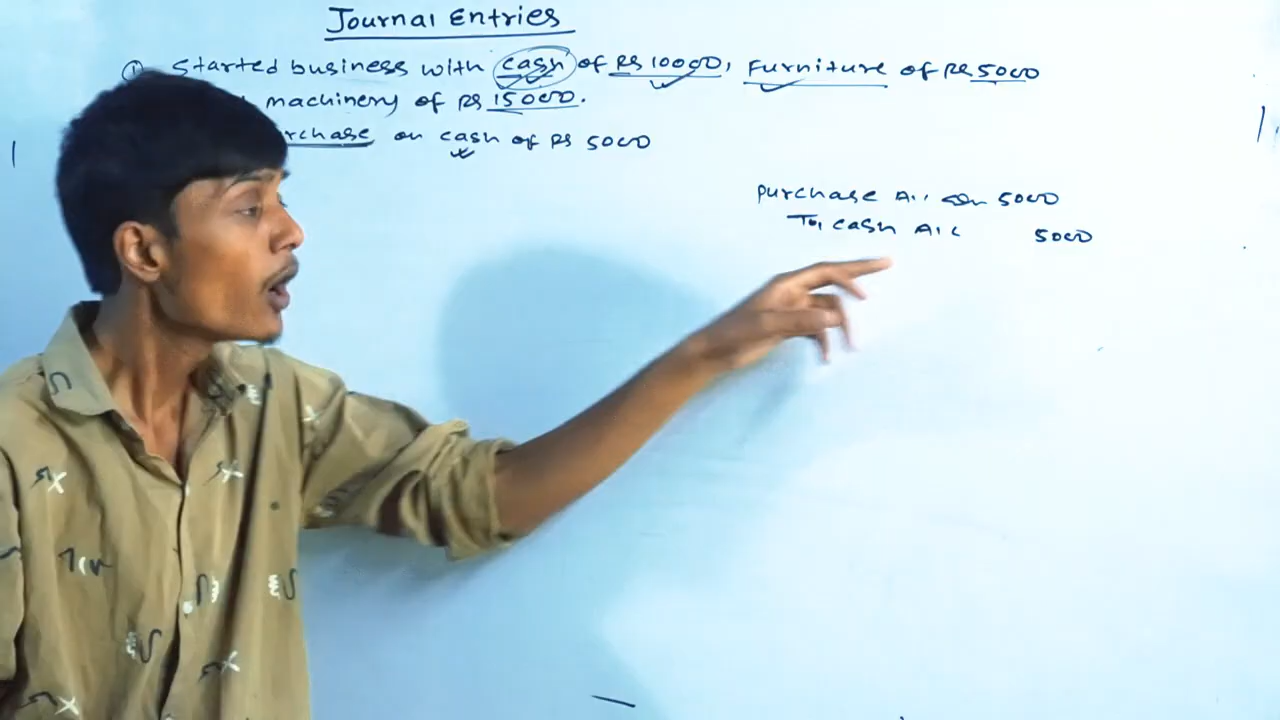 Journal Entries
① Started business with cash of Rs 10000, Furniture of Rs 5000
machinery of Rs 15000.
rchase on cash of Rs 5000
Purchase A/c 5000
To, cash A/c 5000